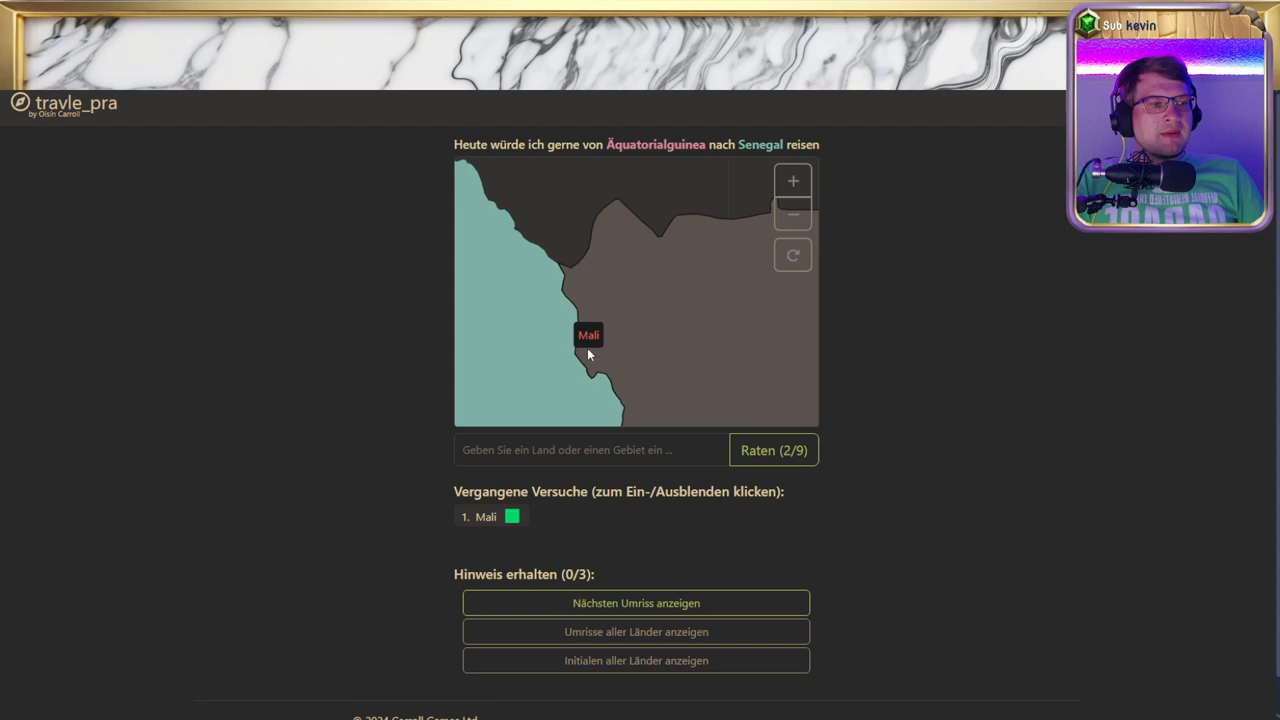 Sub kevin
travle_pra
by Oisín Carroll
Heute würde ich gerne von Äquatorialguinea nach Senegal reisen
Mali
Geben Sie ein Land oder einen Gebiet ein ...
Raten (2/9)
Vergangene Versuche (zum Ein-/Ausblenden klicken):
1. Mali
Hinweis erhalten (0/3):
Nächsten Umriss anzeigen
Umrisse aller Länder anzeigen
Initialen aller Länder anzeigen